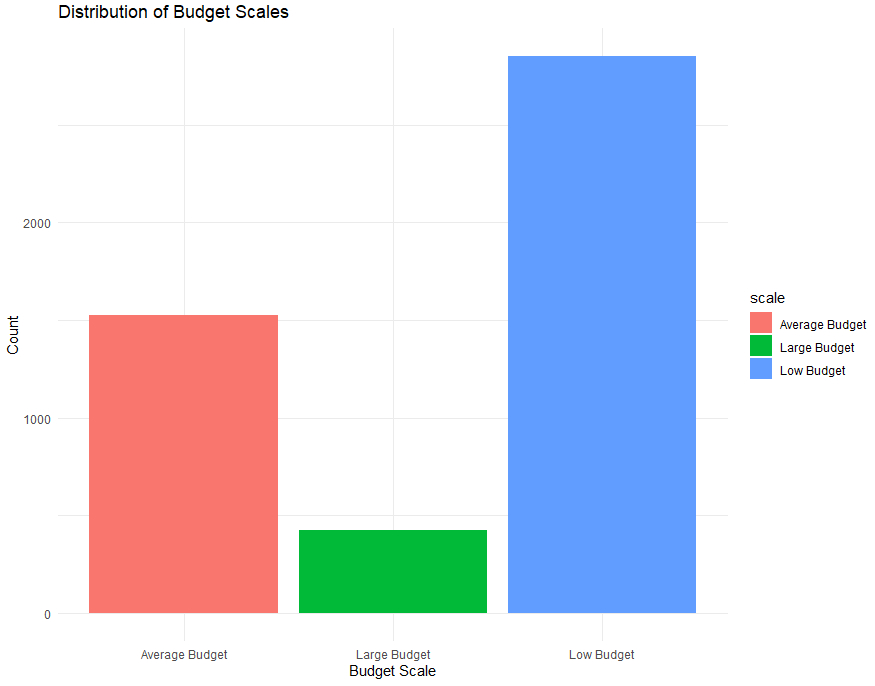 Distribution of Budget Scales
Count
2000
1000
0
Average Budget
Large Budget
Low Budget
Budget Scale
scale
Average Budget
Large Budget
Low Budget